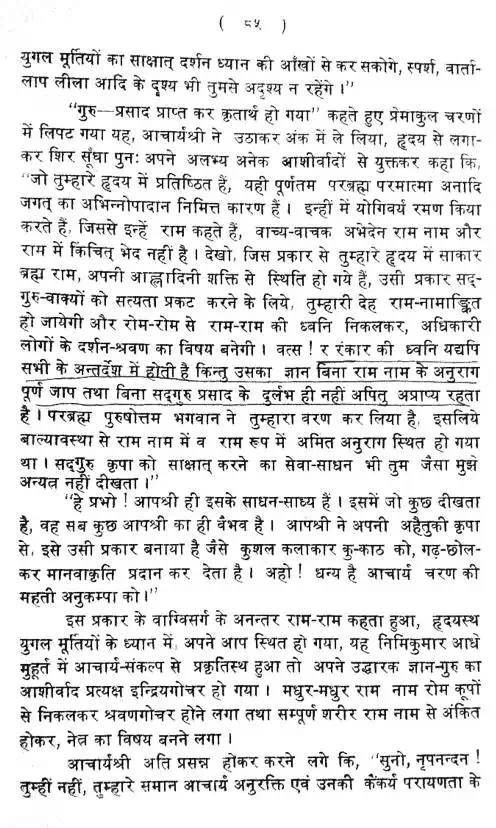 ( ८५ )
युगल मूर्तियों का साक्षात् दर्शन ध्यान की आँखों से कर सकोगे, स्पर्श, वार्ता-
लाप लीला आदि के दृश्य भी तुमसे अदृश्य न रहेंगे ।"
"गुरु—प्रसाद प्राप्त कर कृतार्थ हो गया" कहते हुए प्रेमाकुल चरणों
में लिपट गया यह, आचार्यश्री ने उठाकर अंक में ले लिया, हृदय से लगा-
कर शिर सूँघा पुनः अपने अलभ्य अनेक आशीर्वादों से युक्तकर कहा कि,
"जो तुम्हारे हृदय में प्रतिष्ठित हैं, यही पूर्णतम परब्रह्म परमात्मा अनादि
जगत् का अभिन्नोपादान निमित्त कारण हैं । इन्हीं में योगिवर्य रमण किया
करते हैं, जिससे इन्हें राम कहते हैं, वाच्य-वाचक अभेदेन राम नाम और
राम में किंचित् भेद नहीं है । देखो, जिस प्रकार से तुम्हारे हृदय में साकार
ब्रह्म राम, अपनी आह्लादिनी शक्ति से स्थिति हो गये हैं, उसी प्रकार सद्-
गुरु-वाक्यों को सत्यता प्रकट करने के लिये, तुम्हारी देह राम-नामाङ्कित
हो जायेगी और रोम-रोम से राम-राम की ध्वनि निकलकर, अधिकारी
लोगों के दर्शन-श्रवण का विषय बनेगी । वत्स ! र रंकार की ध्वनि यद्यपि
सभी के अन्तर्देश में होती है किन्तु उसका ज्ञान बिना राम नाम के अनुराग
पूर्ण जाप तथा बिना सद्गुरु प्रसाद के दुर्लभ ही नहीं अपितु अप्राप्य रहता
है । परब्रह्म पुरुषोत्तम भगवान ने तुम्हारा वरण कर लिया है, इसलिये
बाल्यावस्था से राम नाम में व राम रूप में अमित अनुराग स्थित हो गया
था । सद्गुरु कृपा को साक्षात् करने का सेवा-साधन भी तुम जैसा मुझे
अन्यत्र नहीं दीखता ।"
"हे प्रभो ! आपश्री ही इसके साधन-साध्य हैं । इसमें जो कुछ दीखता
है, वह सब कुछ आपश्री का ही वैभव है । आपश्री ने अपनी अहैतुकी कृपा
से, इसे उसी प्रकार बनाया है जैसे कुशल कलाकार कु-काठ को, गढ़-छोल-
कर मानवाकृति प्रदान कर देता है । अहो ! धन्य है आचार्य चरण की
महती अनुकम्पा को ।"
इस प्रकार के वाग्विसर्ग के अनन्तर राम-राम कहता हुआ, हृदयस्थ
युगल मूर्तियों के ध्यान में, अपने आप स्थित हो गया, यह निमिकुमार आधे
मुहूर्त में आचार्य-संकल्प से प्रकृतिस्थ हुआ तो अपने उद्धारक ज्ञान-गुरु का
आशीर्वाद प्रत्यक्ष इन्द्रियगोचर हो गया । मधुर-मधुर राम नाम रोम कूपों
से निकलकर श्रवणगोचर होने लगा तथा सम्पूर्ण शरीर राम नाम से अंकित
होकर, नेत्र का विषय बनने लगा ।
आचार्यश्री अति प्रसन्न होकर करने लगे कि, "सुनो, नृपनन्दन !
तुम्हीं नहीं, तुम्हारे समान आचार्य अनुरक्ति एवं उनकी कैंकर्य परायणता के